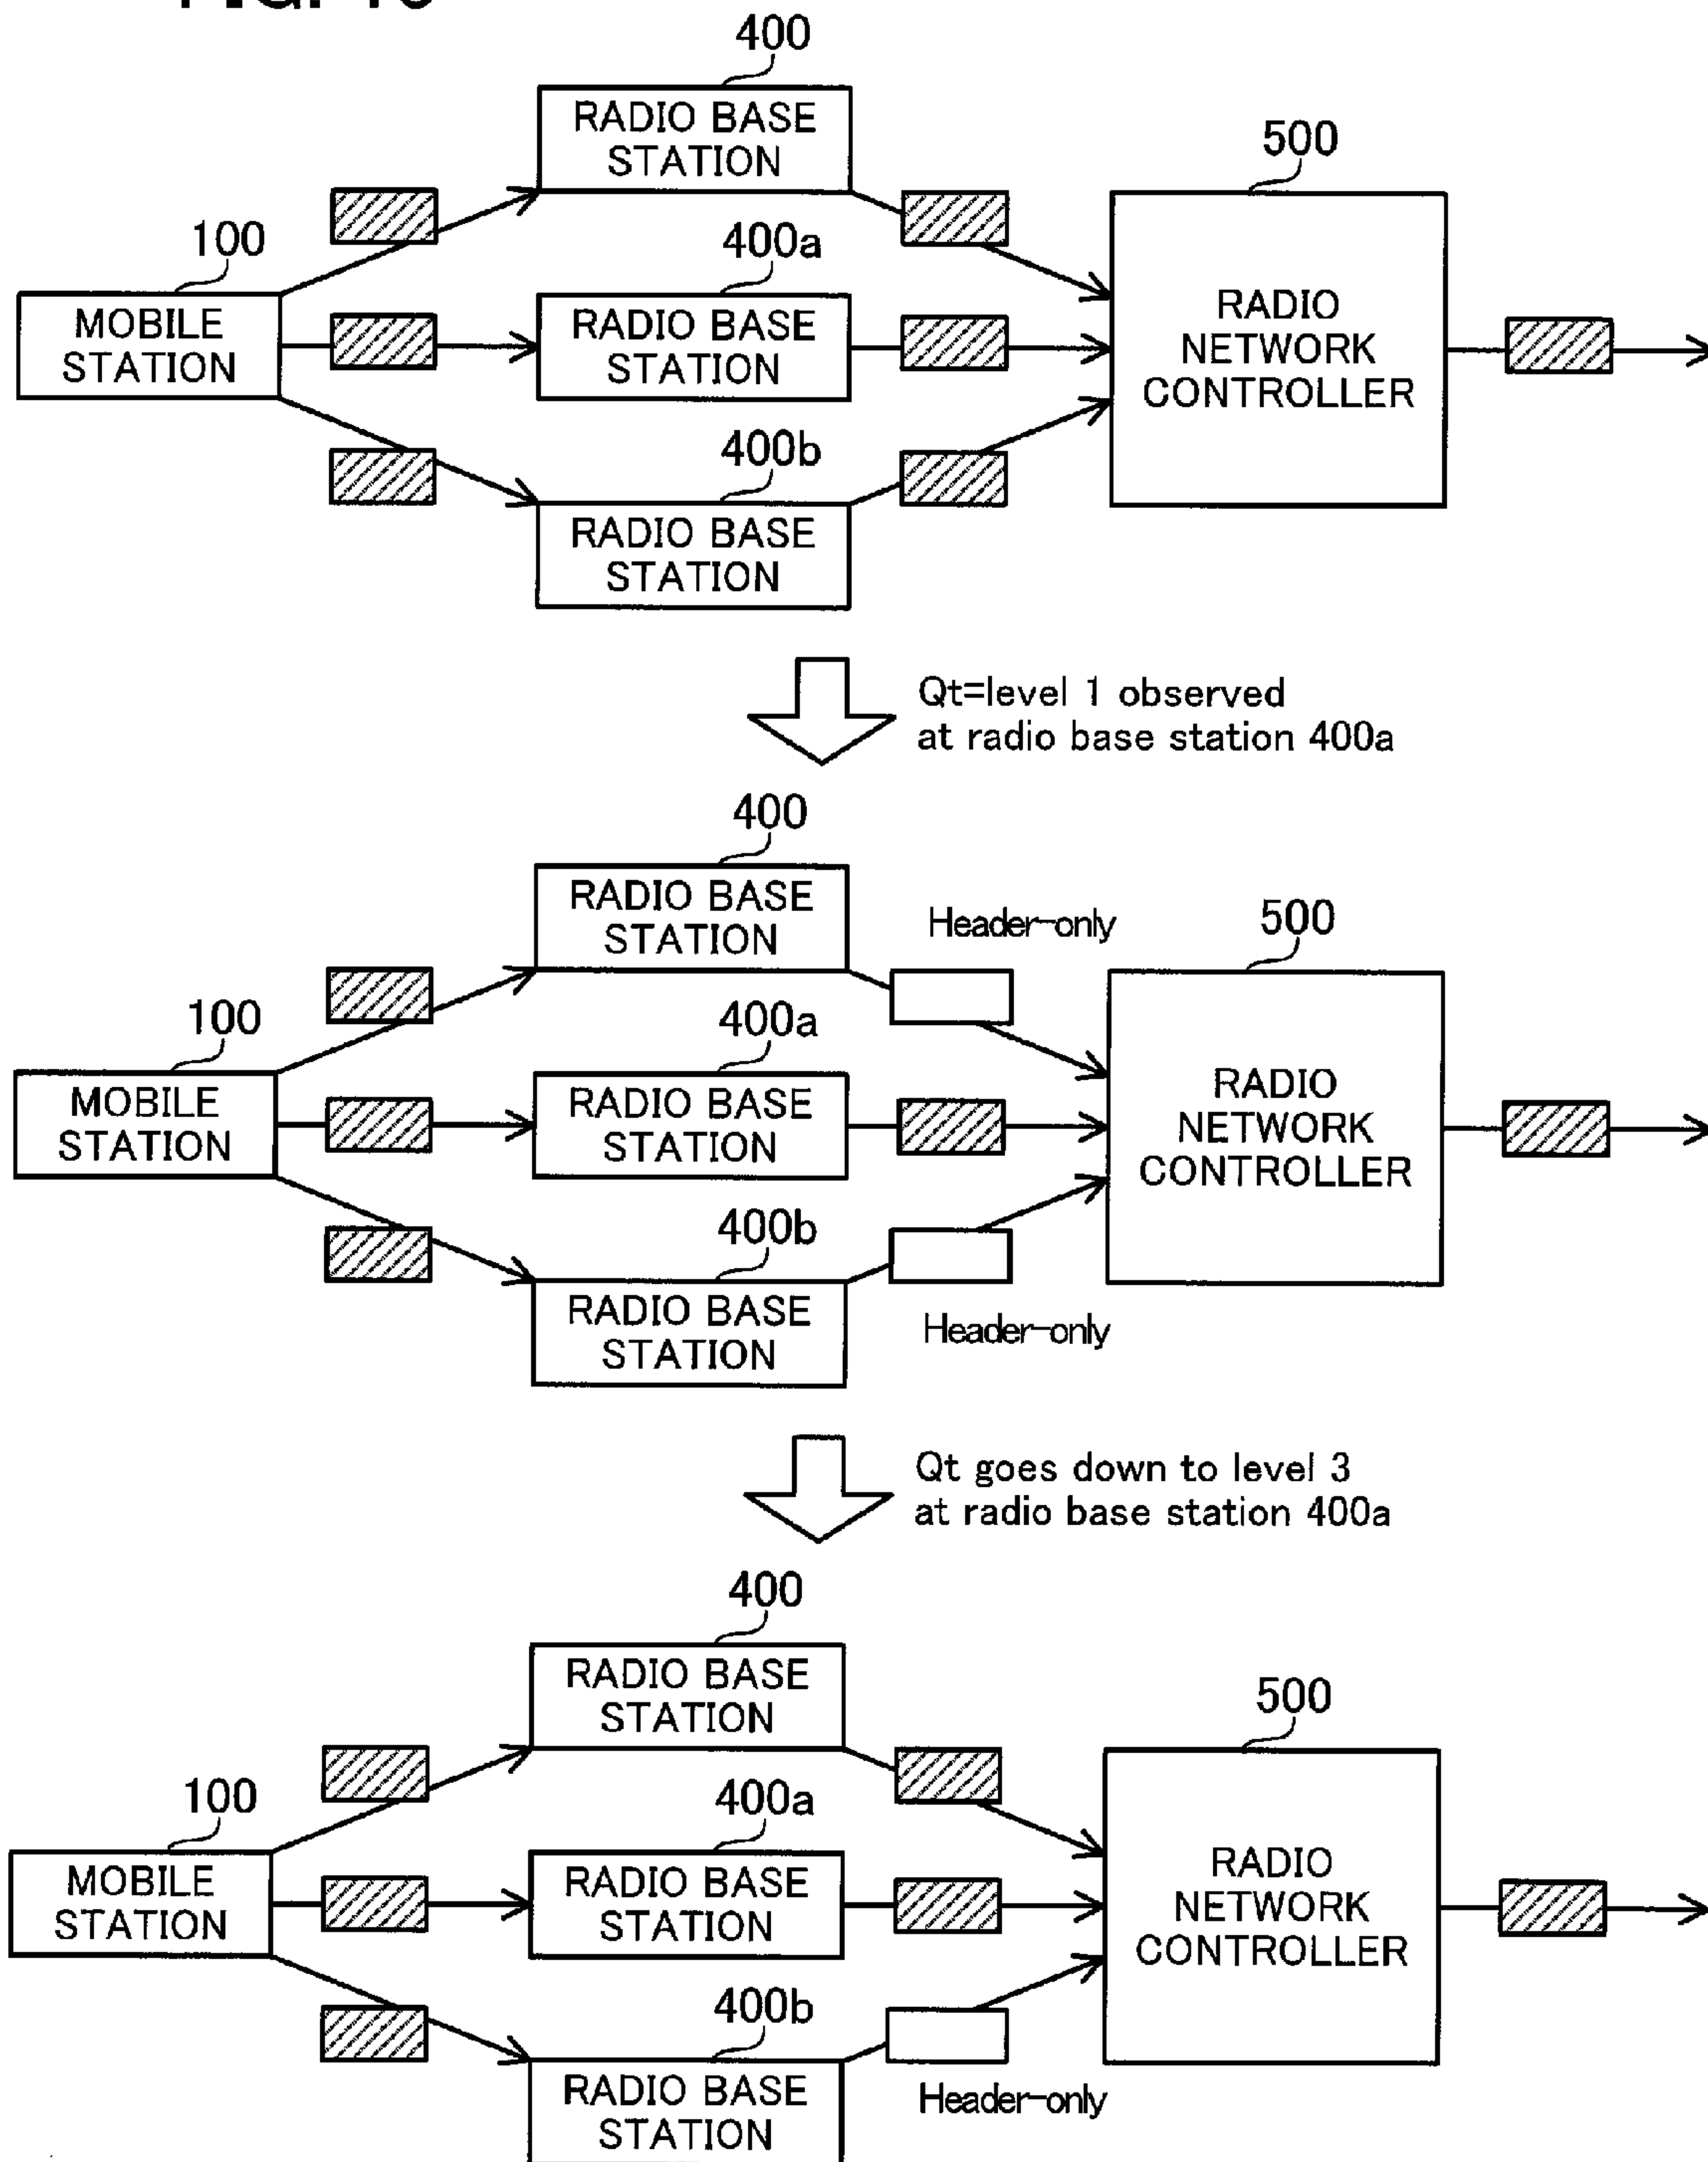 400
RADIO BASE
STATION
500
100
400a
MOBILE
STATION
RADIO BASE
STATION
RADIO
NETWORK
CONTROLLER
400b
RADIO BASE
STATION
Qt=level 1 observed
at radio base station 400a
400
RADIO BASE
STATION
Header-only
500
100
400a
MOBILE
STATION
RADIO BASE
STATION
RADIO
NETWORK
CONTROLLER
400b
RADIO BASE
STATION
Header-only
Qt goes down to level 3
at radio base station 400a
400
RADIO BASE
STATION
500
100
400a
MOBILE
STATION
RADIO BASE
STATION
RADIO
NETWORK
CONTROLLER
400b
RADIO BASE
STATION
Header-only